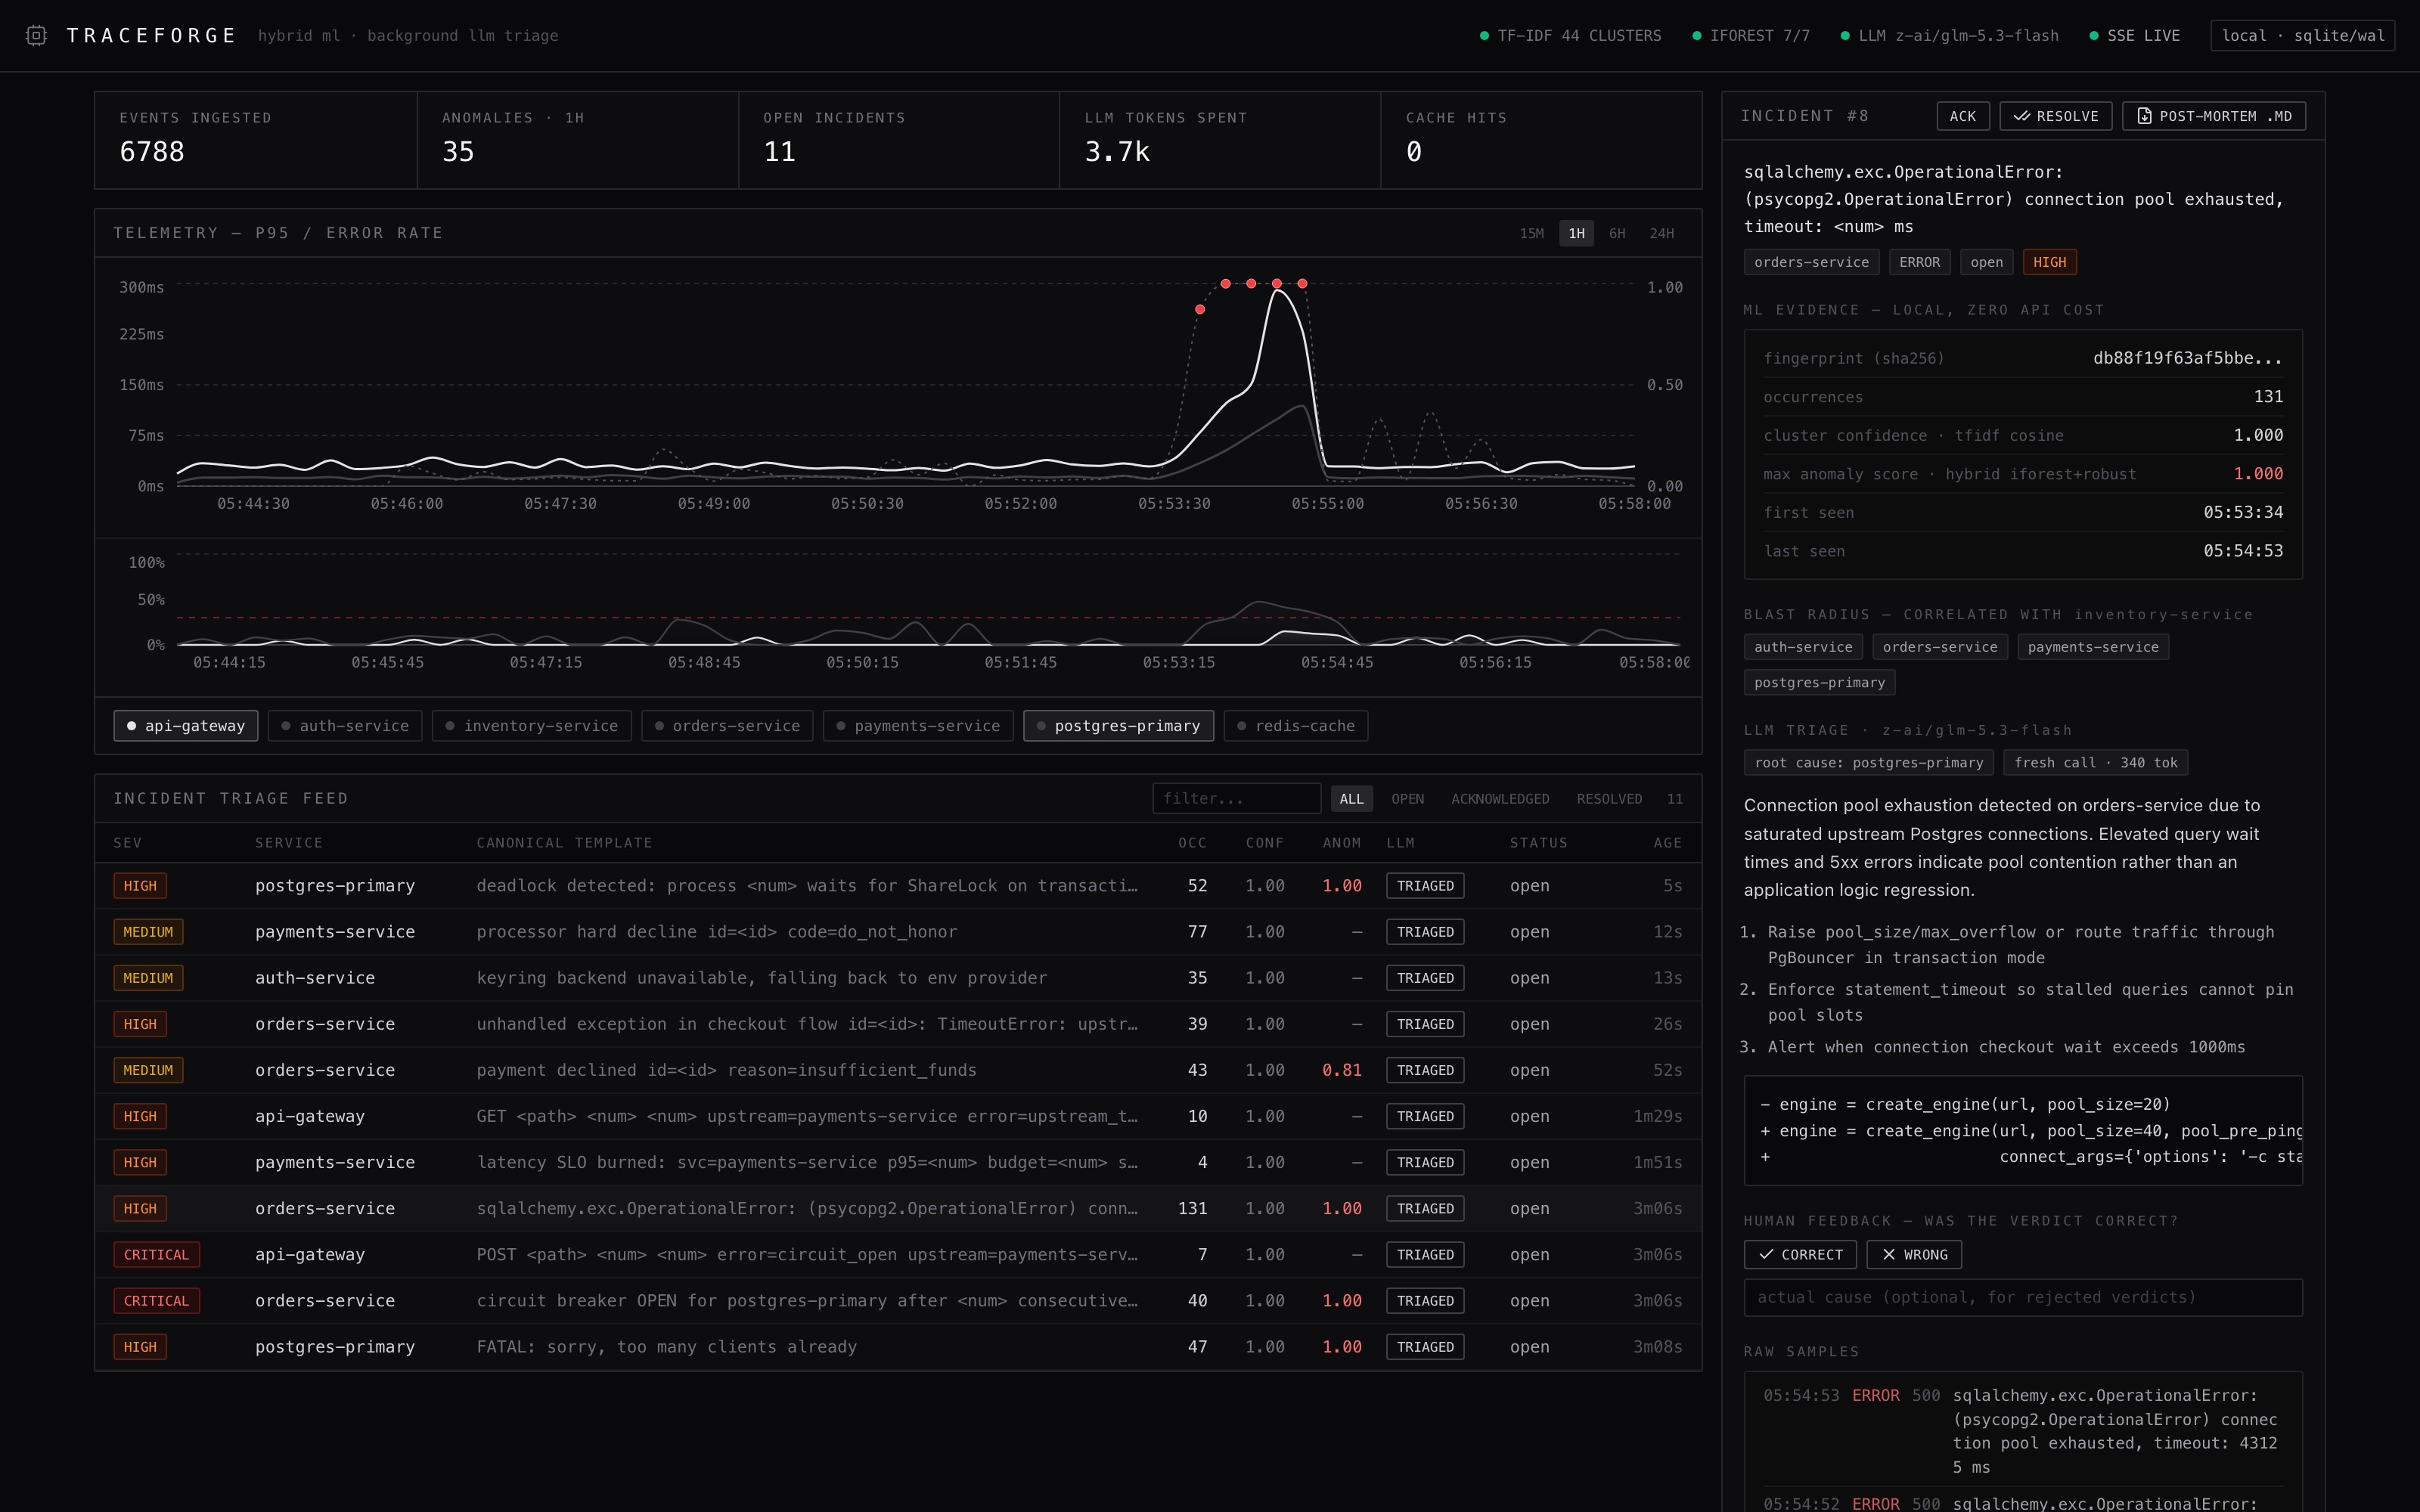 TRACEFORGE hybrid ml · background llm triage
TF-IDF 44 CLUSTERS IFOREST 7/7 LLM z-ai/glm-5.3-flash SSE LIVE local · sqlite/wal
EVENTS INGESTED ANOMALIES · 1H OPEN INCIDENTS LLM TOKENS SPENT CACHE HITS
6788 35 11 3.7k 0
TELEMETRY — P95 / ERROR RATE 15M 1H 6H 24H
300ms 1.00
225ms
150ms 0.50
75ms
0ms 0.00
05:44:30 05:46:00 05:47:30 05:49:00 05:50:30 05:52:00 05:53:30 05:55:00 05:56:30 05:58:00
100%
50%
0%
05:44:15 05:45:45 05:47:15 05:48:45 05:50:15 05:51:45 05:53:15 05:54:45 05:56:15 05:58:00
api-gateway auth-service inventory-service orders-service payments-service postgres-primary redis-cache
INCIDENT TRIAGE FEED filter... ALL OPEN ACKNOWLEDGED RESOLVED 11
SEV SERVICE CANONICAL TEMPLATE OCC CONF ANOM LLM STATUS AGE
HIGH postgres-primary deadlock detected: process <num> waits for ShareLock on transacti… 52 1.00 1.00 TRIAGED open 5s
MEDIUM payments-service processor hard decline id=<id> code=do_not_honor 77 1.00 — TRIAGED open 12s
MEDIUM auth-service keyring backend unavailable, falling back to env provider 35 1.00 — TRIAGED open 13s
HIGH orders-service unhandled exception in checkout flow id=<id>: TimeoutError: upstr… 39 1.00 — TRIAGED open 26s
MEDIUM orders-service payment declined id=<id> reason=insufficient_funds 43 1.00 0.81 TRIAGED open 52s
HIGH api-gateway GET <path> <num> <num> upstream=payments-service error=upstream_t… 10 1.00 — TRIAGED open 1m29s
HIGH payments-service latency SLO burned: svc=payments-service p95=<num> budget=<num> s… 4 1.00 — TRIAGED open 1m51s
HIGH orders-service sqlalchemy.exc.OperationalError: (psycopg2.OperationalError) conn… 131 1.00 1.00 TRIAGED open 3m06s
CRITICAL api-gateway POST <path> <num> <num> error=circuit_open upstream=payments-serv… 7 1.00 — TRIAGED open 3m06s
CRITICAL orders-service circuit breaker OPEN for postgres-primary after <num> consecutive… 40 1.00 1.00 TRIAGED open 3m06s
HIGH postgres-primary FATAL: sorry, too many clients already 47 1.00 1.00 TRIAGED open 3m08s
INCIDENT #8 ACK RESOLVE POST-MORTEM .MD
sqlalchemy.exc.OperationalError:
(psycopg2.OperationalError) connection pool exhausted,
timeout: <num> ms
orders-service ERROR open HIGH
ML EVIDENCE — LOCAL, ZERO API COST
fingerprint (sha256) db88f19f63af5bbe...
occurrences 131
cluster confidence · tfidf cosine 1.000
max anomaly score · hybrid iforest+robust 1.000
first seen 05:53:34
last seen 05:54:53
BLAST RADIUS — CORRELATED WITH inventory-service
auth-service orders-service payments-service
postgres-primary
LLM TRIAGE · z-ai/glm-5.3-flash
root cause: postgres-primary fresh call · 340 tok
Connection pool exhaustion detected on orders-service due to
saturated upstream Postgres connections. Elevated query wait
times and 5xx errors indicate pool contention rather than an
application logic regression.
1. Raise pool_size/max_overflow or route traffic through
PgBouncer in transaction mode
2. Enforce statement_timeout so stalled queries cannot pin
pool slots
3. Alert when connection checkout wait exceeds 1000ms
- engine = create_engine(url, pool_size=20)
+ engine = create_engine(url, pool_size=40, pool_pre_ping
+ connect_args={'options': '-c sta
HUMAN FEEDBACK — WAS THE VERDICT CORRECT?
CORRECT WRONG
actual cause (optional, for rejected verdicts)
RAW SAMPLES
05:54:53 ERROR 500 sqlalchemy.exc.OperationalError:
(psycopg2.OperationalError) connec
tion pool exhausted, timeout: 4312
5 ms
05:54:52 ERROR 500 sqlalchemy.exc.OperationalError: